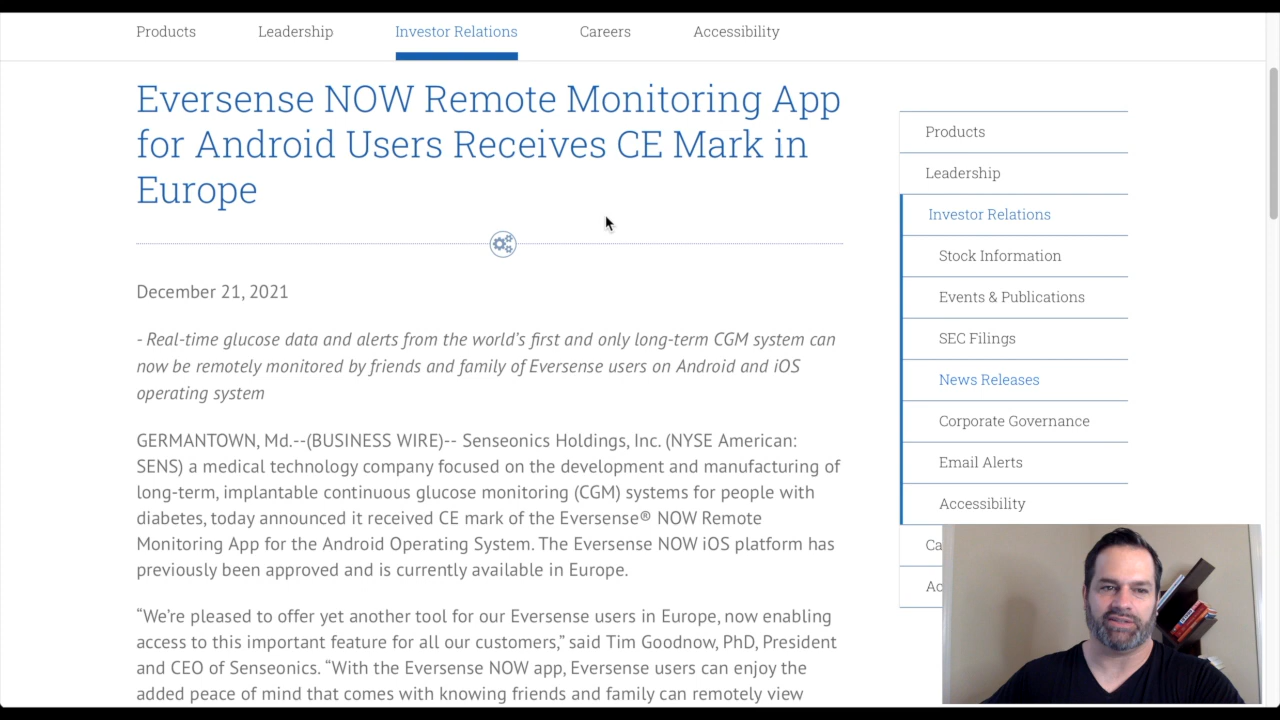 Products Leadership Investor Relations Careers Accessibility
Eversense NOW Remote Monitoring App
for Android Users Receives CE Mark in
Europe
December 21, 2021
- Real-time glucose data and alerts from the world’s first and only long-term CGM system can
now be remotely monitored by friends and family of Eversense users on Android and iOS
operating system
GERMANTOWN, Md.--(BUSINESS WIRE)-- Senseonics Holdings, Inc. (NYSE American:
SENS) a medical technology company focused on the development and manufacturing of
long-term, implantable continuous glucose monitoring (CGM) systems for people with
diabetes, today announced it received CE mark of the Eversense® NOW Remote
Monitoring App for the Android Operating System. The Eversense NOW iOS platform has
previously been approved and is currently available in Europe.
“We’re pleased to offer yet another tool for our Eversense users in Europe, now enabling
access to this important feature for all our customers,” said Tim Goodnow, PhD, President
and CEO of Senseonics. “With the Eversense NOW app, Eversense users can enjoy the
added peace of mind that comes with knowing friends and family can remotely view
Products
Leadership
Investor Relations
Stock Information
Events & Publications
SEC Filings
News Releases
Corporate Governance
Email Alerts
Accessibility
Ca
Ac